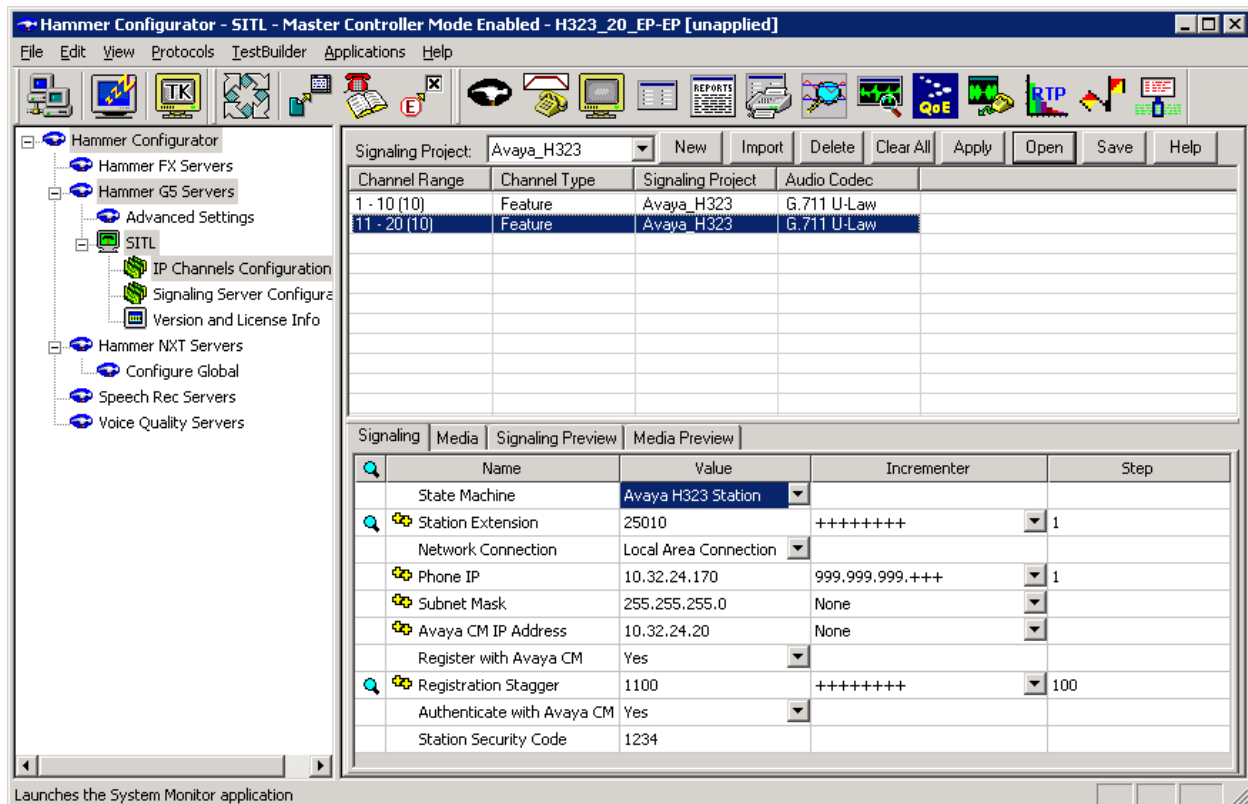 Hammer Configurator - SITL - Master Controller Mode Enabled - H323_20_EP-EP [unapplied]
File Edit View Protocols TestBuilder Applications Help
TK E X REPORTS QoE RTP
Hammer Configurator
Hammer FX Servers
Hammer G5 Servers
Advanced Settings
SITL
IP Channels Configuration
Signaling Server Configura
Version and License Info
Hammer NXT Servers
Configure Global
Speech Rec Servers
Voice Quality Servers
Signaling Project: Avaya_H323 New Import Delete Clear All Apply Open Save Help
Channel Range Channel Type Signaling Project Audio Codec
1 - 10 (10) Feature Avaya_H323 G.711 U-Law
11 - 20 (10) Feature Avaya_H323 G.711 U-Law
Signaling Media Signaling Preview Media Preview
Name Value Incrementer Step
State Machine Avaya H323 Station
Station Extension 25010 ++++++++ 1
Network Connection Local Area Connection
Phone IP 10.32.24.170 999.999.999.+++ 1
Subnet Mask 255.255.255.0 None
Avaya CM IP Address 10.32.24.20 None
Register with Avaya CM Yes
Registration Stagger 1100 ++++++++ 100
Authenticate with Avaya CM Yes
Station Security Code 1234
Launches the System Monitor application